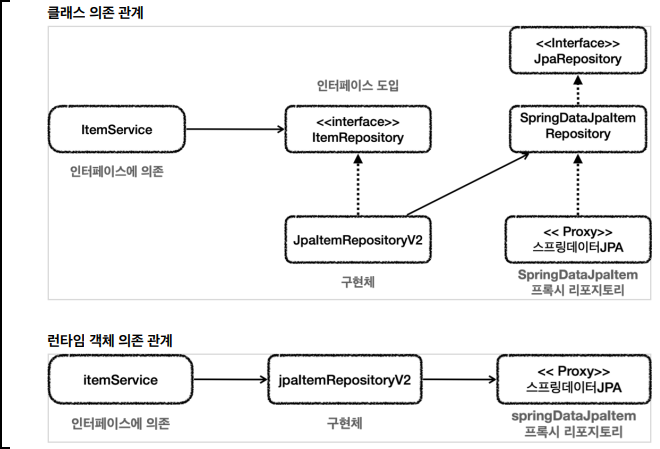 클래스 의존 관계
<<Interface>>
JpaRepository
인터페이스 도입
ItemService
<<interface>>
ItemRepository
SpringDataJpaItem
Repository
인터페이스에 의존
JpaItemRepositoryV2
<< Proxy>>
스프링데이터JPA
구현체
SpringDataJpaItem
프록시 리포지토리
런타임 객체 의존 관계
itemService
jpaItemRepositoryV2
<< Proxy>>
스프링데이터JPA
인터페이스에 의존
구현체
springDataJpaItem
프록시 리포지토리